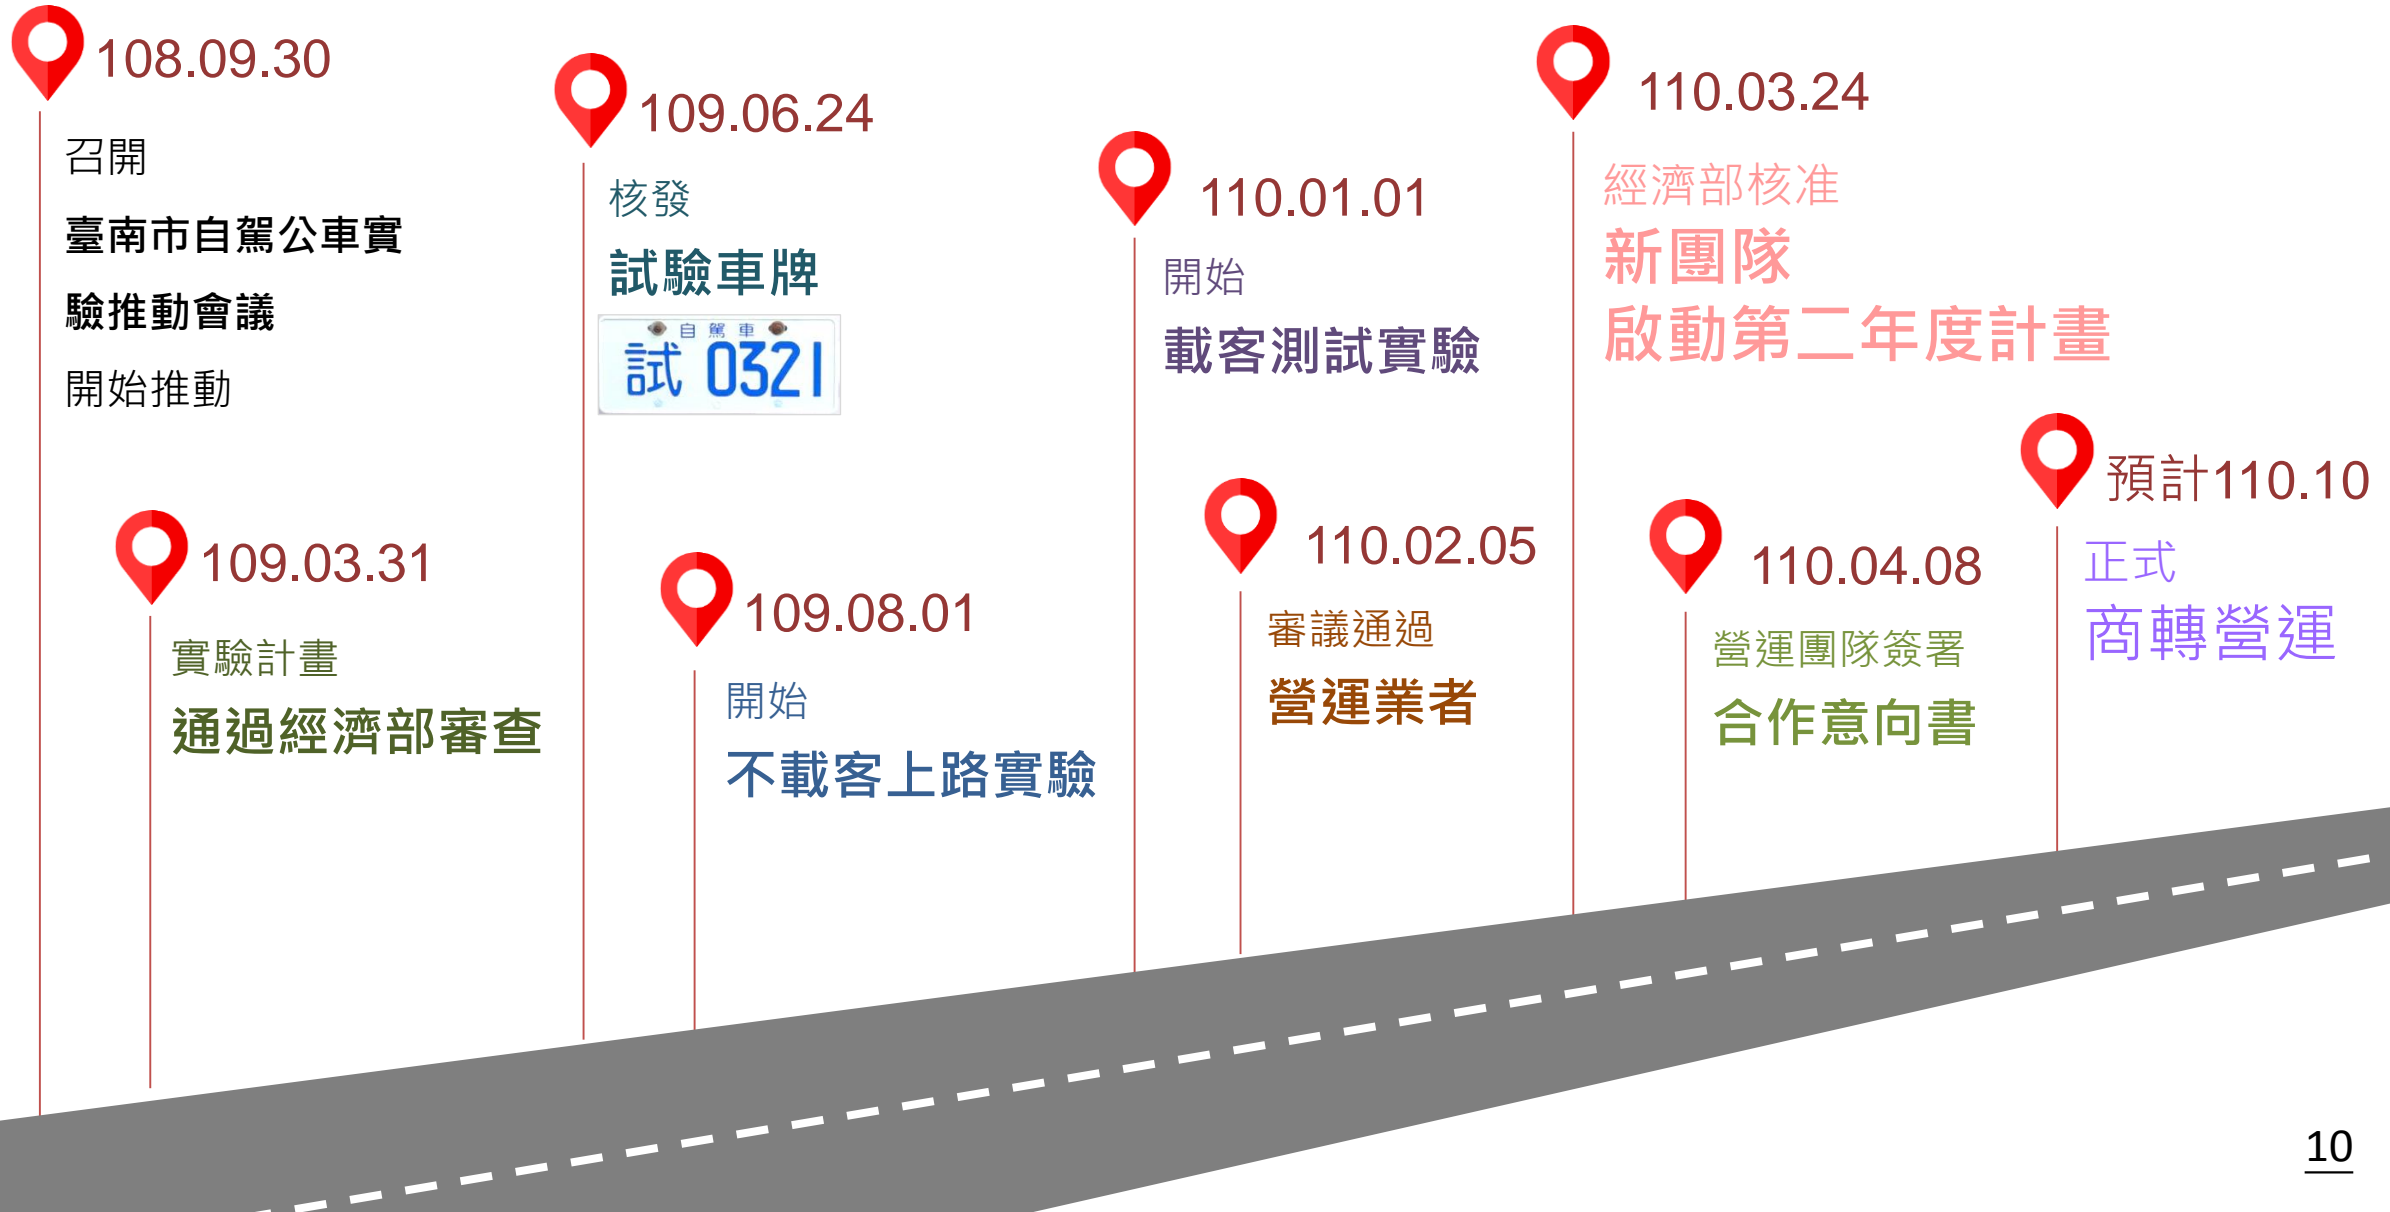 108.09.30
召開
臺南市自駕公車實
驗推動會議
開始推動
109.03.31
實驗計畫
通過經濟部審查
109.06.24
核發
試驗車牌
自駕車
試 0321
109.08.01
開始
不載客上路實驗
110.01.01
開始
載客測試實驗
110.02.05
審議通過
營運業者
110.03.24
經濟部核准
新團隊
啟動第二年度計畫
110.04.08
營運團隊簽署
合作意向書
預計110.10
正式
商轉營運
10